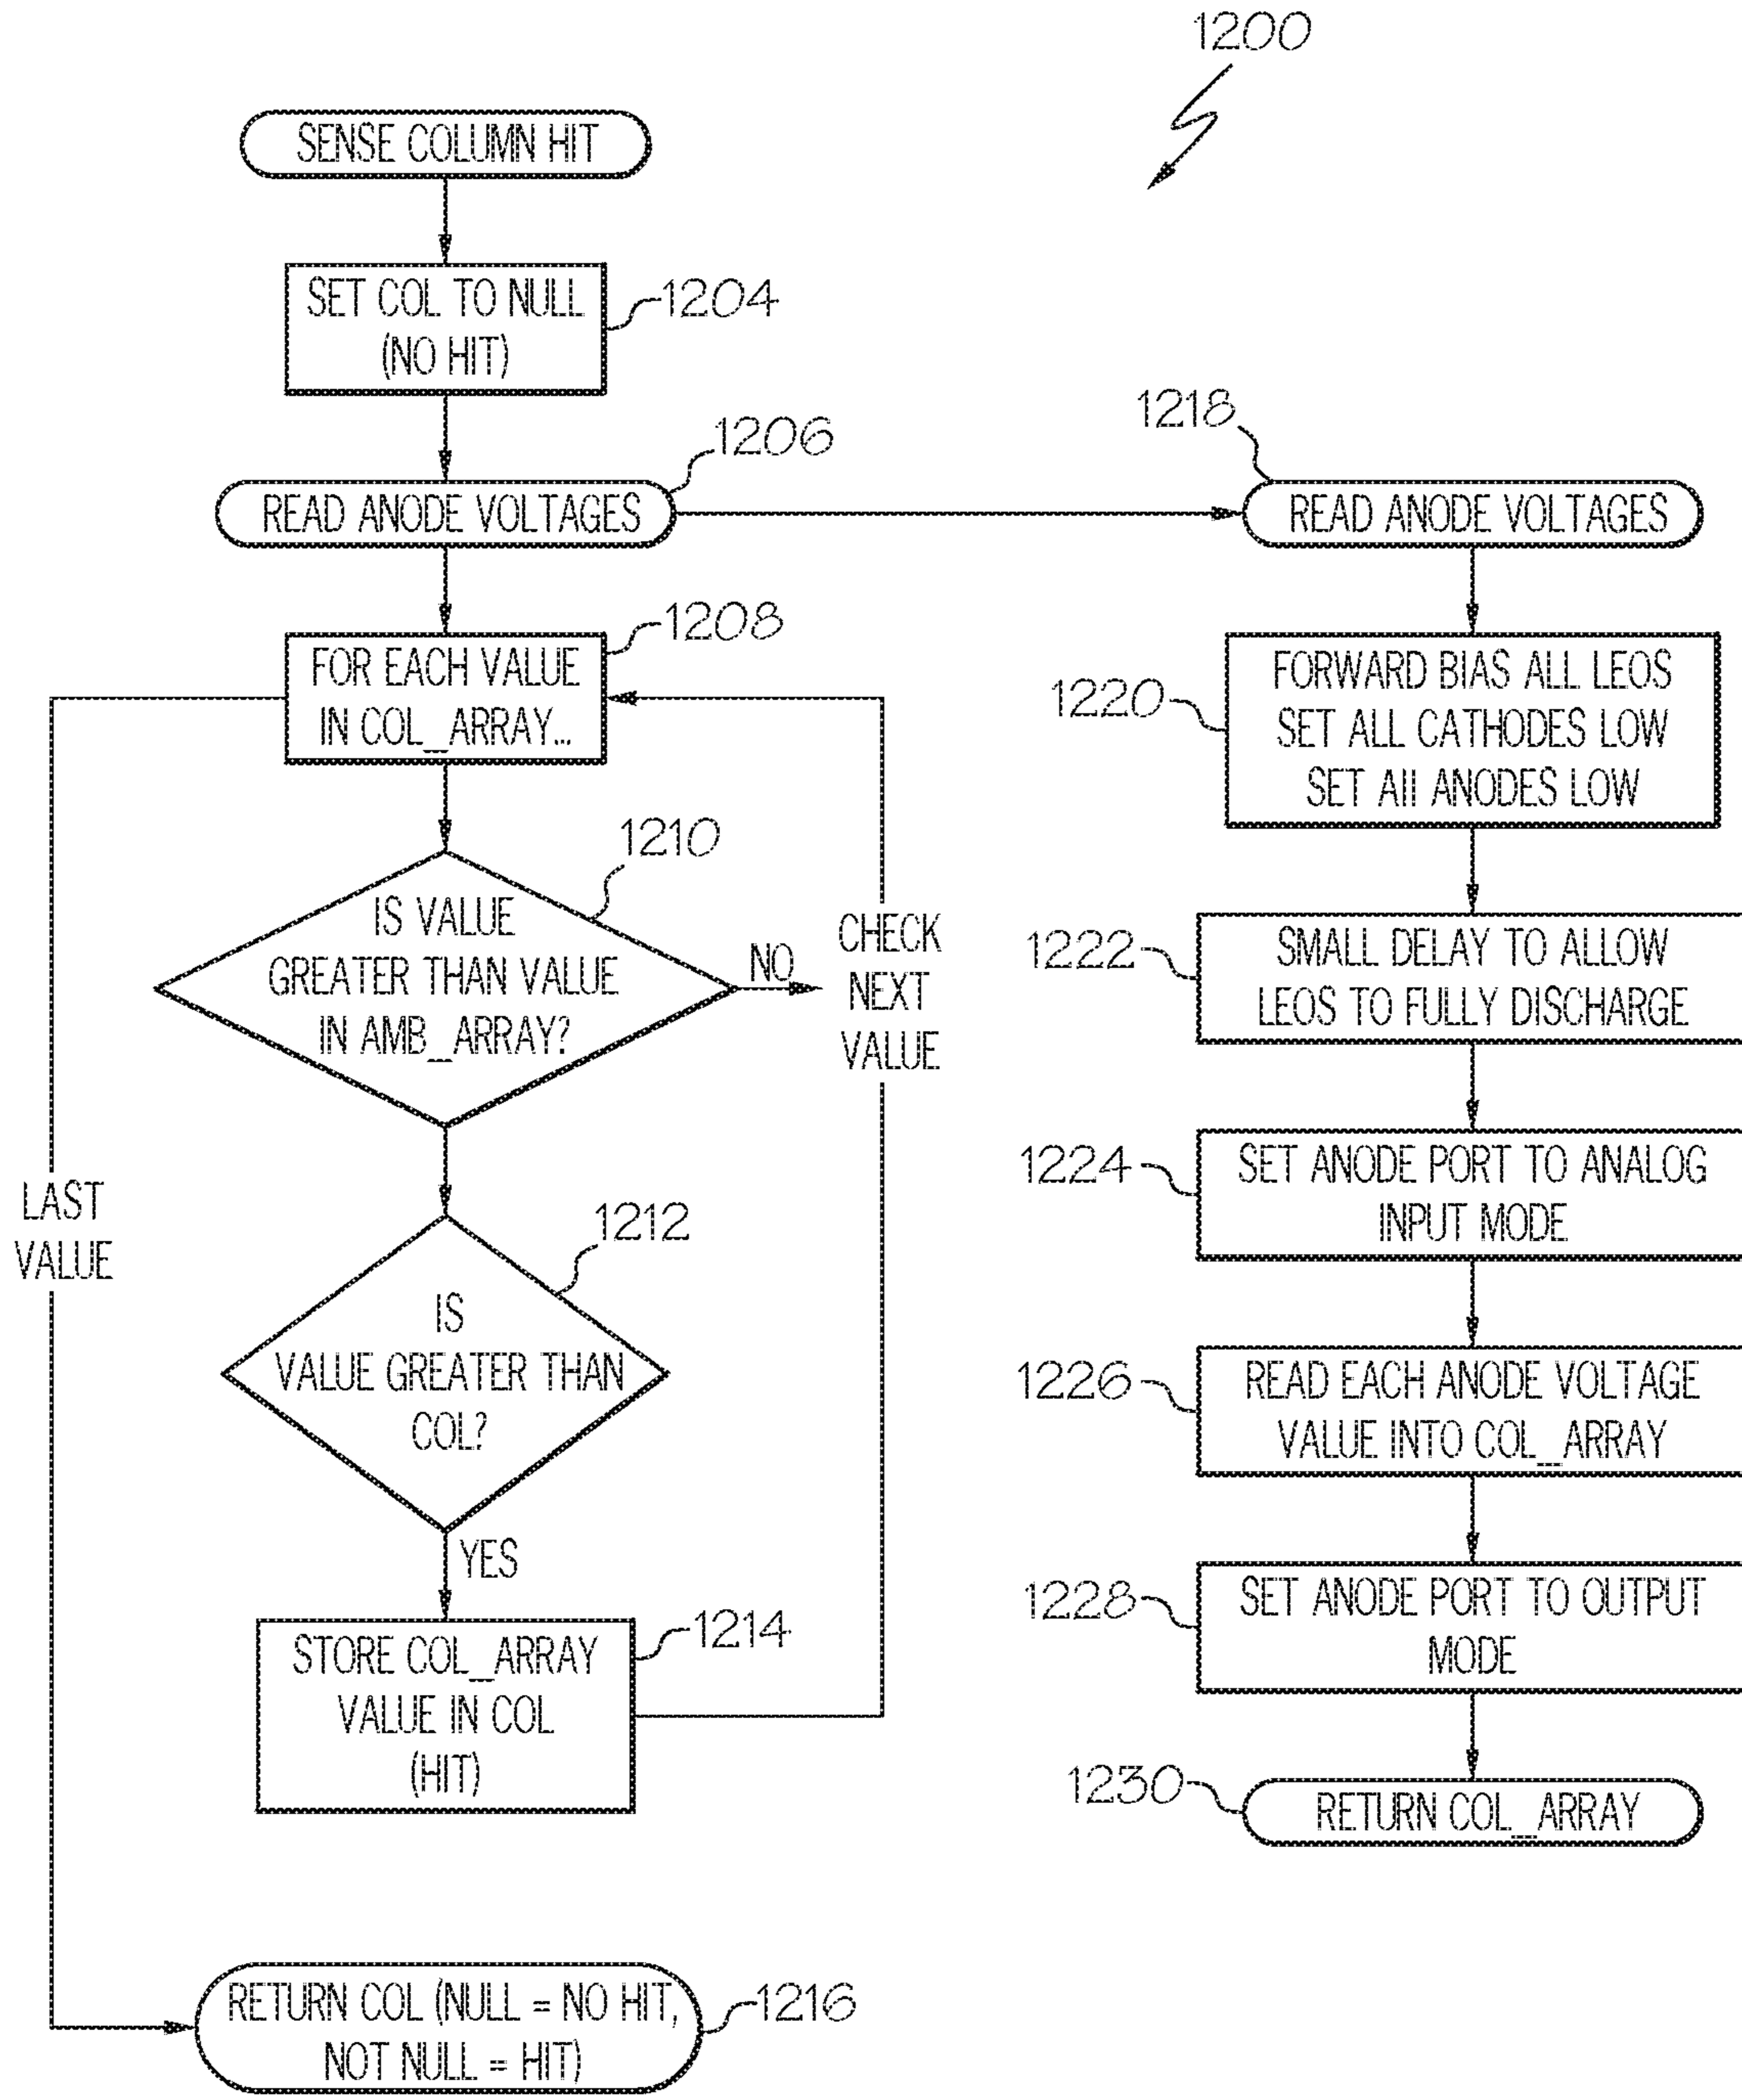 1200
SENSE COLUMN HIT
SET COL TO NULL
(NO HIT)
1204
1206
READ ANODE VOLTAGES
FOR EACH VALUE
IN COL_ARRAY...
1208
1210
IS VALUE
GREATER THAN VALUE
IN AMB_ARRAY?
NO
CHECK
NEXT
VALUE
LAST
VALUE
1212
IS
VALUE GREATER THAN
COL?
YES
STORE COL_ARRAY
VALUE IN COL
(HIT)
1214
RETURN COL (NULL = NO HIT,
NOT NULL = HIT)
1216
1218
READ ANODE VOLTAGES
1220
FORWARD BIAS ALL LEOS
SET ALL CATHODES LOW
SET All ANODES LOW
1222
SMALL DELAY TO ALLOW
LEOS TO FULLY DISCHARGE
1224
SET ANODE PORT TO ANALOG
INPUT MODE
1226
READ EACH ANODE VOLTAGE
VALUE INTO COL_ARRAY
1228
SET ANODE PORT TO OUTPUT
MODE
1230
RETURN COL_ARRAY